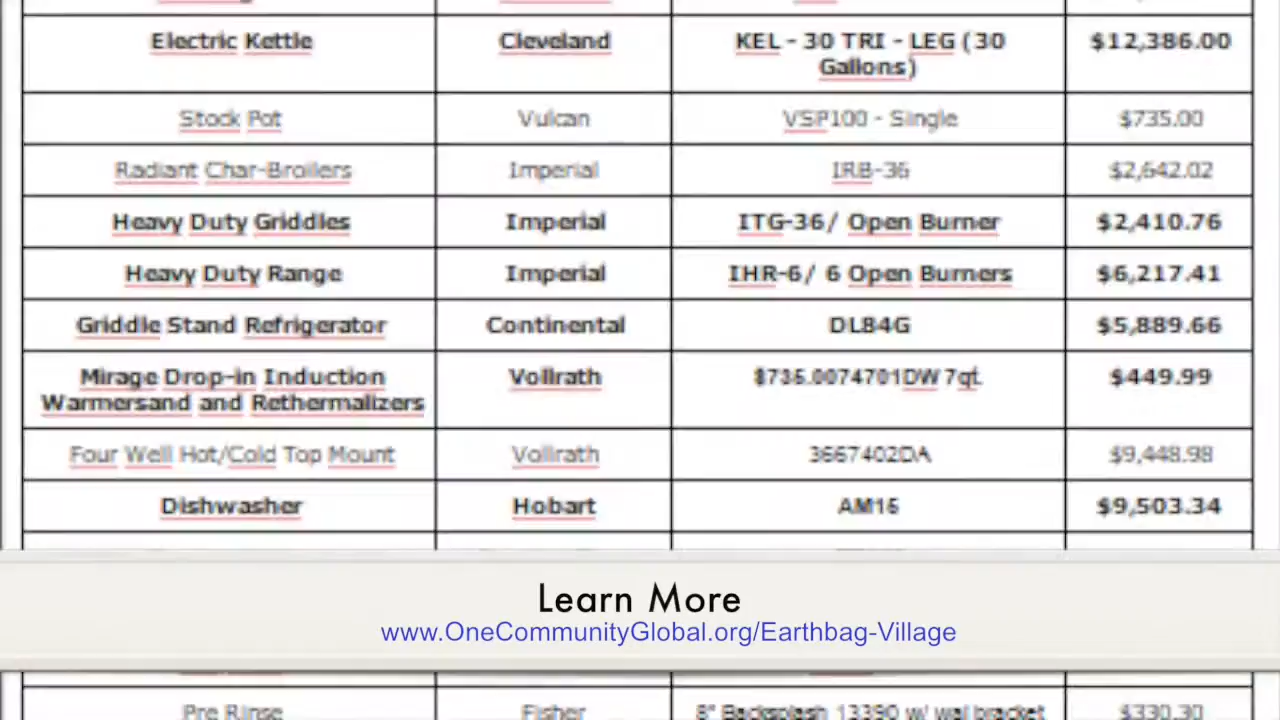 Electric Kettle Cleveland KEL - 30 TRI - LEG (30 $12,386.00
Gallons)
Stock Pot Vulcan VSP100 - Single $735.00
Radiant Char-Broilers Imperial IRB-36 $2,642.02
Heavy Duty Griddles Imperial ITG-36/ Open Burner $2,410.76
Heavy Duty Range Imperial IHR-6/ 6 Open Burners $6,217.41
Griddle Stand Refrigerator Continental DL84G $5,889.66
Mirage Drop-in Induction Vollrath $735.0074701DW 7qt. $449.99
Warmersand and Rethermalizers
Four Well Hot/Cold Top Mount Vollrath 3667402DA $9,448.98
Dishwasher Hobart AM15 $9,503.34
Learn More
www.OneCommunityGlobal.org/Earthbag-Village
Pre Rinse Fisher 8" Backsplash 13390 w/ wal bracket $330.30